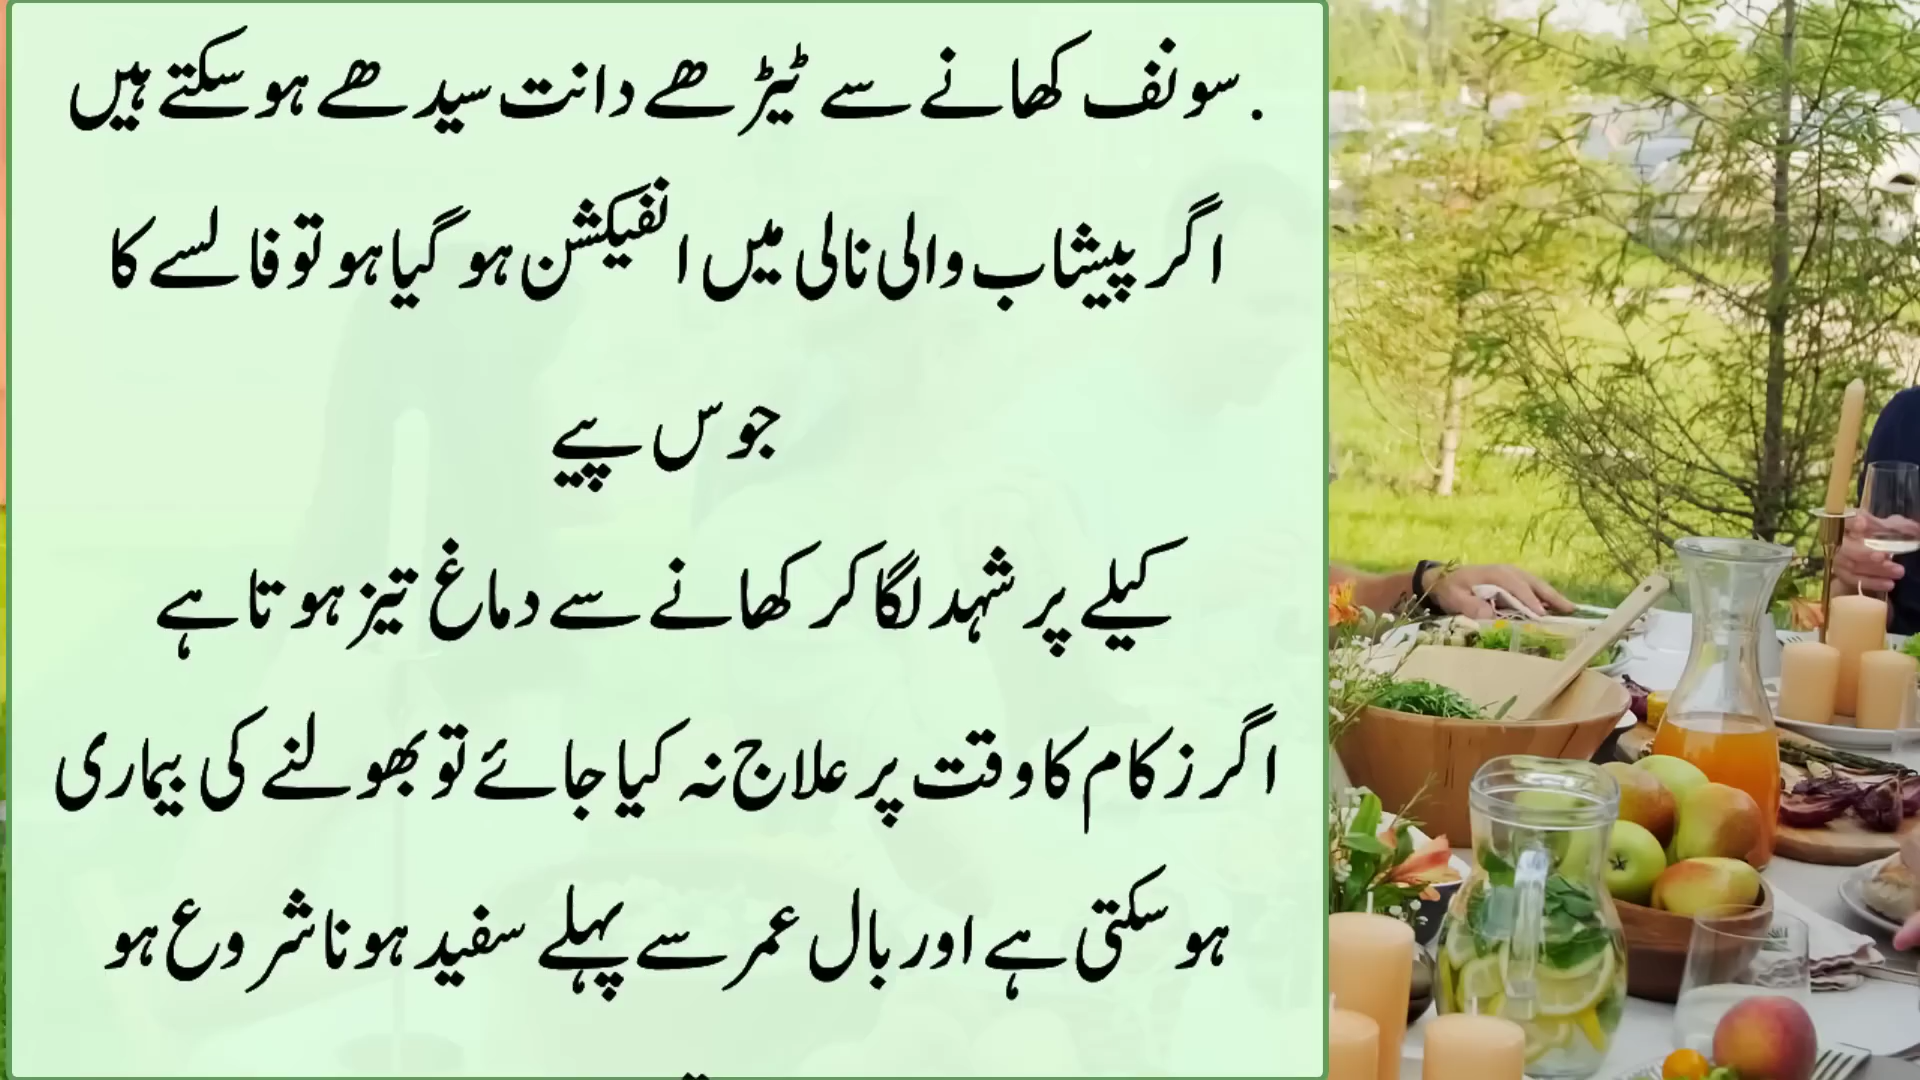 . سونف کھانے سے ٹیڑھے دانت سیدھے ہو سکتے ہیں
اگر پیشاب والی نالی میں انفیکشن ہو گیا ہو تو فالسے کا
جوس پیے
کیلے پر شہد لگا کر کھانے سے دماغ تیز ہوتا ہے
اگر زکام کا وقت پر علاج نہ کیا جائے تو بھولنے کی بیماری
ہو سکتی ہے اور بال عمر سے پہلے سفید ہونا شروع ہو